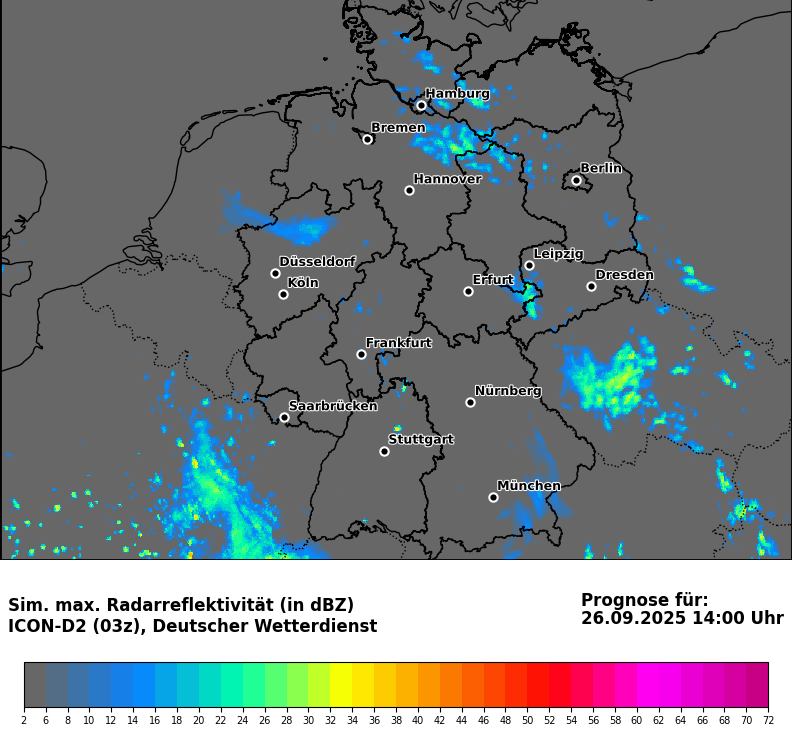 Hamburg
Bremen
Berlin
Hannover
Leipzig
Düsseldorf
Dresden
Erfurt
Köln
Frankfurt
Nürnberg
Saarbrücken
Stuttgart
München
Sim. max. Radarreflektivität (in dBZ)
ICON-D2 (03z), Deutscher Wetterdienst
Prognose für:
26.09.2025 14:00 Uhr
2 6 8 10 12 14 16 18 20 22 24 26 28 30 32 34 36 38 40 42 44 46 48 50 52 54 56 58 60 62 64 66 68 70 72